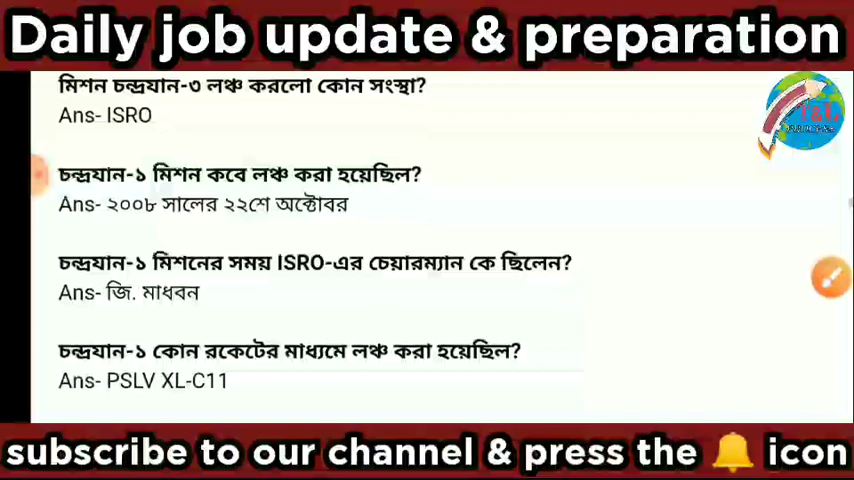 Daily job update & preparation
মিশন চন্দ্রযান-৩ লঞ্চ করলো কোন সংস্থা?
Ans- ISRO
চন্দ্রযান-১ মিশন কবে লঞ্চ করা হয়েছিল?
Ans- ২০০৮ সালের ২২শে অক্টোবর
চন্দ্রযান-১ মিশনের সময় ISRO-এর চেয়ারম্যান কে ছিলেন?
Ans- জি. মাধবন
চন্দ্রযান-১ কোন রকেটের মাধ্যমে লঞ্চ করা হয়েছিল?
Ans- PSLV XL-C11
subscribe to our channel & press the 🔔 icon